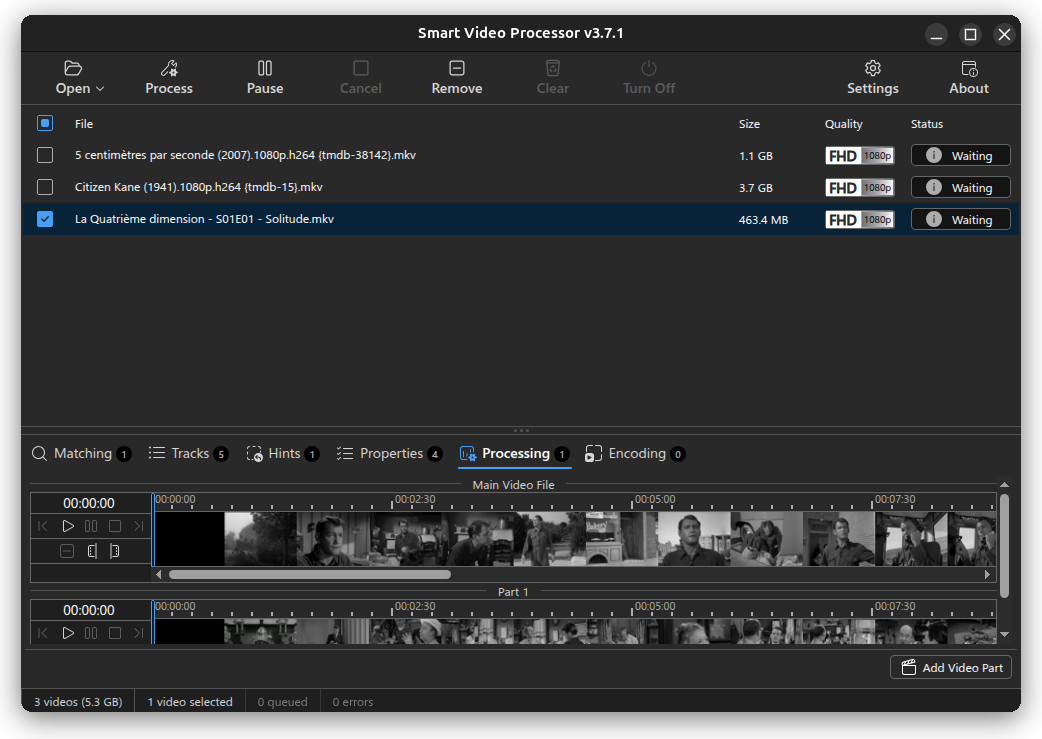 Smart Video Processor v3.7.1
Open Process Pause Cancel Remove Clear Turn Off Settings About
File Size Quality Status
5 centimètres par seconde (2007).1080p.h264 {tmdb-38142}.mkv 1.1 GB FHD 1080p Waiting
Citizen Kane (1941).1080p.h264 {tmdb-15}.mkv 3.7 GB FHD 1080p Waiting
La Quatrième dimension - S01E01 - Solitude.mkv 463.4 MB FHD 1080p Waiting
Matching 1 Tracks 5 Hints 1 Properties 4 Processing 1 Encoding 0
Main Video File
00:00:00 00:00:00 00:02:30 00:05:00 00:07:30
Part 1
00:00:00 00:00:00 00:02:30 00:05:00 00:07:30
Add Video Part
3 videos (5.3 GB) 1 video selected 0 queued 0 errors